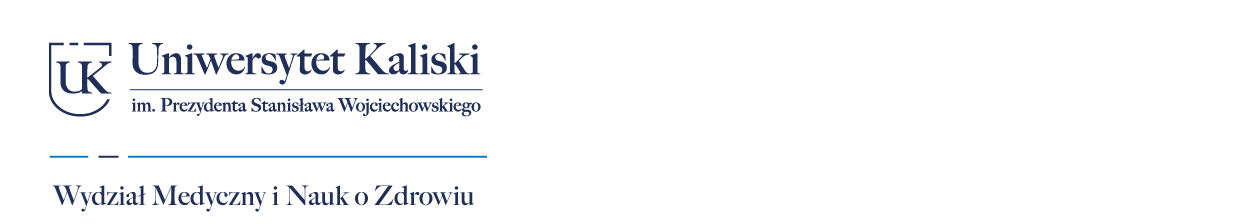 UK
Uniwersytet Kaliski
im. Prezydenta Stanisława Wojciechowskiego
Wydział Medyczny i Nauk o Zdrowiu